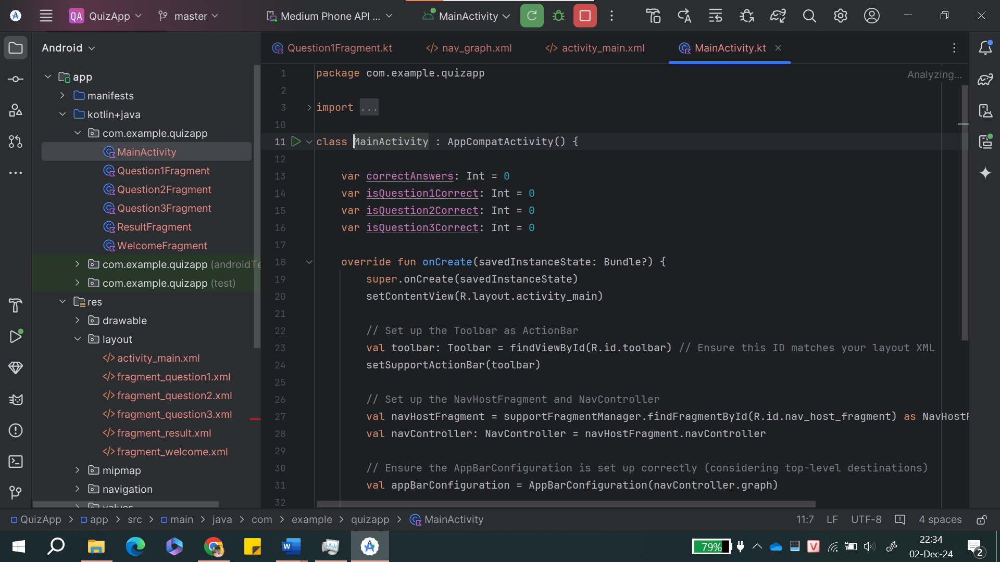 QA QuizApp master Medium Phone API ... MainActivity
Android
app
manifests
kotlin+java
com.example.quizapp
MainActivity
Question1Fragment
Question2Fragment
Question3Fragment
ResultFragment
WelcomeFragment
com.example.quizapp (androidTe
com.example.quizapp (test)
res
drawable
layout
activity_main.xml
fragment_question1.xml
fragment_question2.xml
fragment_question3.xml
fragment_result.xml
fragment_welcome.xml
mipmap
navigation
values
Question1Fragment.kt nav_graph.xml activity_main.xml MainActivity.kt
Analyzing...
1 package com.example.quizapp
2
3 import ...
10
11 class MainActivity : AppCompatActivity() {
12
13 var correctAnswers: Int = 0
14 var isQuestion1Correct: Int = 0
15 var isQuestion2Correct: Int = 0
16 var isQuestion3Correct: Int = 0
17
18 override fun onCreate(savedInstanceState: Bundle?) {
19 super.onCreate(savedInstanceState)
20 setContentView(R.layout.activity_main)
21
22 // Set up the Toolbar as ActionBar
23 val toolbar: Toolbar = findViewById(R.id.toolbar) // Ensure this ID matches your layout XML
24 setSupportActionBar(toolbar)
25
26 // Set up the NavHostFragment and NavController
27 val navHostFragment = supportFragmentManager.findFragmentById(R.id.nav_host_fragment) as NavHostF
28 val navController: NavController = navHostFragment.navController
29
30 // Ensure the AppBarConfiguration is set up correctly (considering top-level destinations)
31 val appBarConfiguration = AppBarConfiguration(navController.graph)
32
QuizApp > app > src > main > java > com > example > quizapp > MainActivity
11:7 LF UTF-8 4 spaces
79%
22:34
02-Dec-24
2